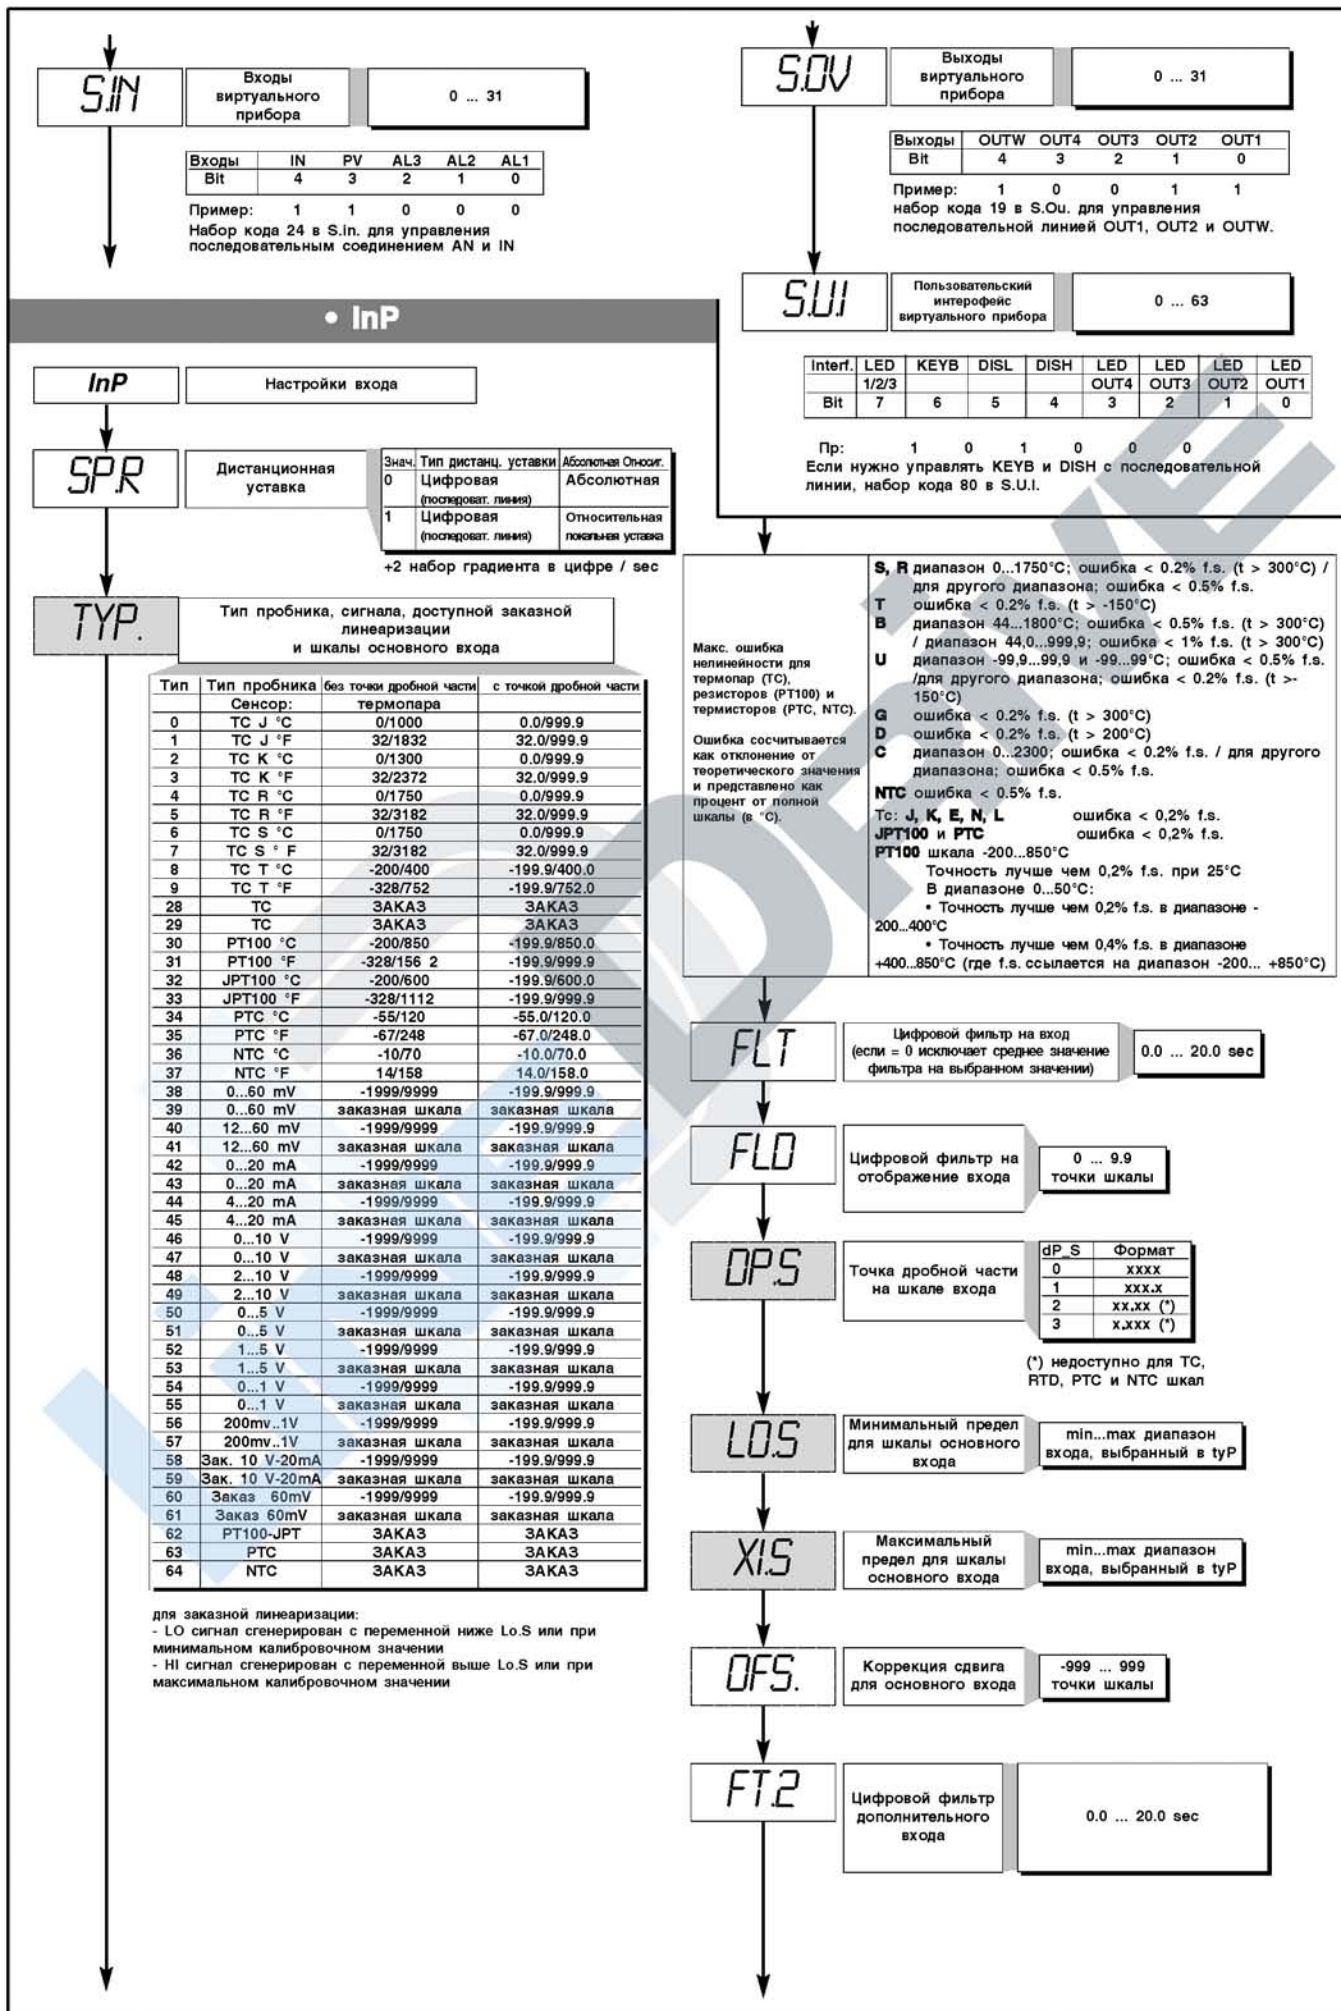 S.IN
Входы
виртуального
прибора
0 ... 31
Входы IN PV AL3 AL2 AL1
Bit 4 3 2 1 0
Пример: 1 1 0 0 0
Набор кода 24 в S.in. для управления
последовательным соединением AN и IN
S.OV
Выходы
виртуального
прибора
0 ... 31
Выходы OUTW OUT4 OUT3 OUT2 OUT1
Bit 4 3 2 1 0
Пример: 1 0 0 1 1
набор кода 19 в S.Ou. для управления
последовательной линией OUT1, OUT2 и OUTW.
S.U.I
Пользовательский
интерофейс
виртуального прибора
0 ... 63
Interf. LED KEYB DISL DISH LED LED LED LED
1/2/3 OUT4 OUT3 OUT2 OUT1
Bit 7 6 5 4 3 2 1 0
Пр: 1 0 1 0 0 0
Если нужно управлять KEYB и DISH с последовательной
линии, набор кода 80 в S.U.I.
• InP
InP
Настройки входа
SP.R
Дистанционная
уставка
Знач. Тип дистанц. уставки Абсолютная Относит.
0 Цифровая Абсолютная
(последоват. линия)
1 Цифровая Относительная
(последоват. линия) локальная уставка
+2 набор градиента в цифре / sec
TYP.
Тип пробника, сигнала, доступной заказной
линеаризации
и шкалы основного входа
Тип Тип пробника без точки дробной части с точкой дробной части
Сенсор: термопара
0 TC J °C 0/1000 0.0/999.9
1 TC J °F 32/1832 32.0/999.9
2 TC K °C 0/1300 0.0/999.9
3 TC K °F 32/2372 32.0/999.9
4 TC R °C 0/1750 0.0/999.9
5 TC R °F 32/3182 32.0/999.9
6 TC S °C 0/1750 0.0/999.9
7 TC S ° F 32/3182 32.0/999.9
8 TC T °C -200/400 -199.9/400.0
9 TC T °F -328/752 -199.9/752.0
28 TC ЗАКАЗ ЗАКАЗ
29 TC ЗАКАЗ ЗАКАЗ
30 PT100 °C -200/850 -199.9/850.0
31 PT100 °F -328/156 2 -199.9/999.9
32 JPT100 °C -200/600 -199.9/600.0
33 JPT100 °F -328/1112 -199.9/999.9
34 PTC °C -55/120 -55.0/120.0
35 PTC °F -67/248 -67.0/248.0
36 NTC °C -10/70 -10.0/70.0
37 NTC °F 14/158 14.0/158.0
38 0...60 mV -1999/9999 -199.9/999.9
39 0...60 mV заказная шкала заказная шкала
40 12...60 mV -1999/9999 -199.9/999.9
41 12...60 mV заказная шкала заказная шкала
42 0...20 mA -1999/9999 -199.9/999.9
43 0...20 mA заказная шкала заказная шкала
44 4...20 mA -1999/9999 -199.9/999.9
45 4...20 mA заказная шкала заказная шкала
46 0...10 V -1999/9999 -199.9/999.9
47 0...10 V заказная шкала заказная шкала
48 2...10 V -1999/9999 -199.9/999.9
49 2...10 V заказная шкала заказная шкала
50 0...5 V -1999/9999 -199.9/999.9
51 0...5 V заказная шкала заказная шкала
52 1...5 V -1999/9999 -199.9/999.9
53 1...5 V заказная шкала заказная шкала
54 0...1 V -1999/9999 -199.9/999.9
55 0...1 V заказная шкала заказная шкала
56 200mv..1V -1999/9999 -199.9/999.9
57 200mv..1V заказная шкала заказная шкала
58 Зак. 10 V-20mA -1999/9999 -199.9/999.9
59 Зак. 10 V-20mA заказная шкала заказная шкала
60 Заказ 60mV -1999/9999 -199.9/999.9
61 Заказ 60mV заказная шкала заказная шкала
62 PT100-JPT ЗАКАЗ ЗАКАЗ
63 PTC ЗАКАЗ ЗАКАЗ
64 NTC ЗАКАЗ ЗАКАЗ
для заказной линеаризации:
- LO сигнал сгенерирован с переменной ниже Lo.S или при
минимальном калибровочном значении
- HI сигнал сгенерирован с переменной выше Lo.S или при
максимальном калибровочном значении
Макс. ошибка
нелинейности для
термопар (TC),
резисторов (PT100) и
термисторов (PTC, NTC).
Ошибка сосчитывается
как отклонение от
теоретического значения
и представлено как
процент от полной
шкалы (в °C).
S, R диапазон 0...1750°C; ошибка < 0.2% f.s. (t > 300°C) /
для другого диапазона; ошибка < 0.5% f.s.
T ошибка < 0.2% f.s. (t > -150°C)
B диапазон 44...1800°C; ошибка < 0.5% f.s. (t > 300°C)
/ диапазон 44,0...999,9; ошибка < 1% f.s. (t > 300°C)
U диапазон -99,9...99,9 и -99...99°C; ошибка < 0.5% f.s.
/для другого диапазона; ошибка < 0.2% f.s. (t >-
150°C)
G ошибка < 0.2% f.s. (t > 300°C)
D ошибка < 0.2% f.s. (t > 200°C)
C диапазон 0...2300; ошибка < 0.2% f.s. / для другого
диапазона; ошибка < 0.5% f.s.
NTC ошибка < 0.5% f.s.
Tc: J, K, E, N, L ошибка < 0,2% f.s.
JPT100 и PTC ошибка < 0,2% f.s.
PT100 шкала -200...850°C
Точность лучше чем 0,2% f.s. при 25°C
В диапазоне 0...50°C:
• Точность лучше чем 0,2% f.s. в диапазоне -
200...400°C
• Точность лучше чем 0,4% f.s. в диапазоне
+400...850°C (где f.s. ссылается на диапазон -200... +850°C)
FLT
Цифровой фильтр на вход
(если = 0 исключает среднее значение
фильтра на выбранном значении)
0.0 ... 20.0 sec
FLD
Цифровой фильтр на
отображение входа
0 ... 9.9
точки шкалы
DP.S
Точка дробной части
на шкале входа
dP_S Формат
0 xxxx
1 xxx.x
2 xx.xx (*)
3 x.xxx (*)
(*) недоступно для TC,
RTD, PTC и NTC шкал
LO.S
Минимальный предел
для шкалы основного
входа
min...max диапазон
входа, выбранный в tyP
XI.S
Максимальный
предел для шкалы
основного входа
min...max диапазон
входа, выбранный в tyP
OFS.
Коррекция сдвига
для основного входа
-999 ... 999
точки шкалы
FT.2
Цифровой фильтр
дополнительного
входа
0.0 ... 20.0 sec
LINEDRIVE